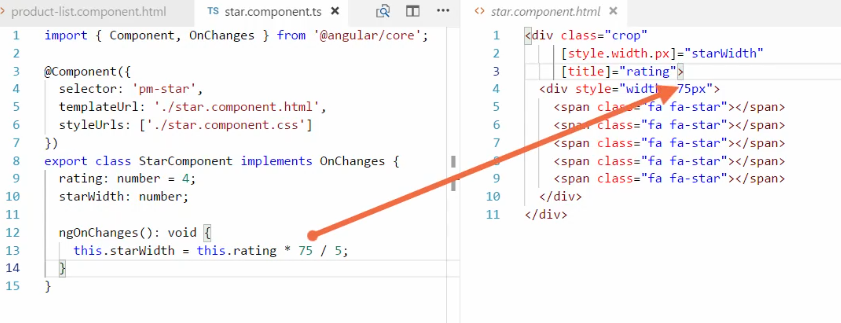 product-list.component.html
TS star.component.ts
1 import { Component, OnChanges } from '@angular/core';
2
3 @Component({
4   selector: 'pm-star',
5   templateUrl: './star.component.html',
6   styleUrls: ['./star.component.css']
7 })
8 export class StarComponent implements OnChanges {
9   rating: number = 4;
10   starWidth: number;
11
12   ngOnChanges(): void {
13     this.starWidth = this.rating * 75 / 5;
14   }
15 }
<> star.component.html
1 <div class="crop"
2      [style.width.px]="starWidth"
3      [title]="rating">
4   <div style="width: 75px">
5     <span class="fa fa-star"></span>
6     <span class="fa fa-star"></span>
7     <span class="fa fa-star"></span>
8     <span class="fa fa-star"></span>
9     <span class="fa fa-star"></span>
10   </div>
11 </div>